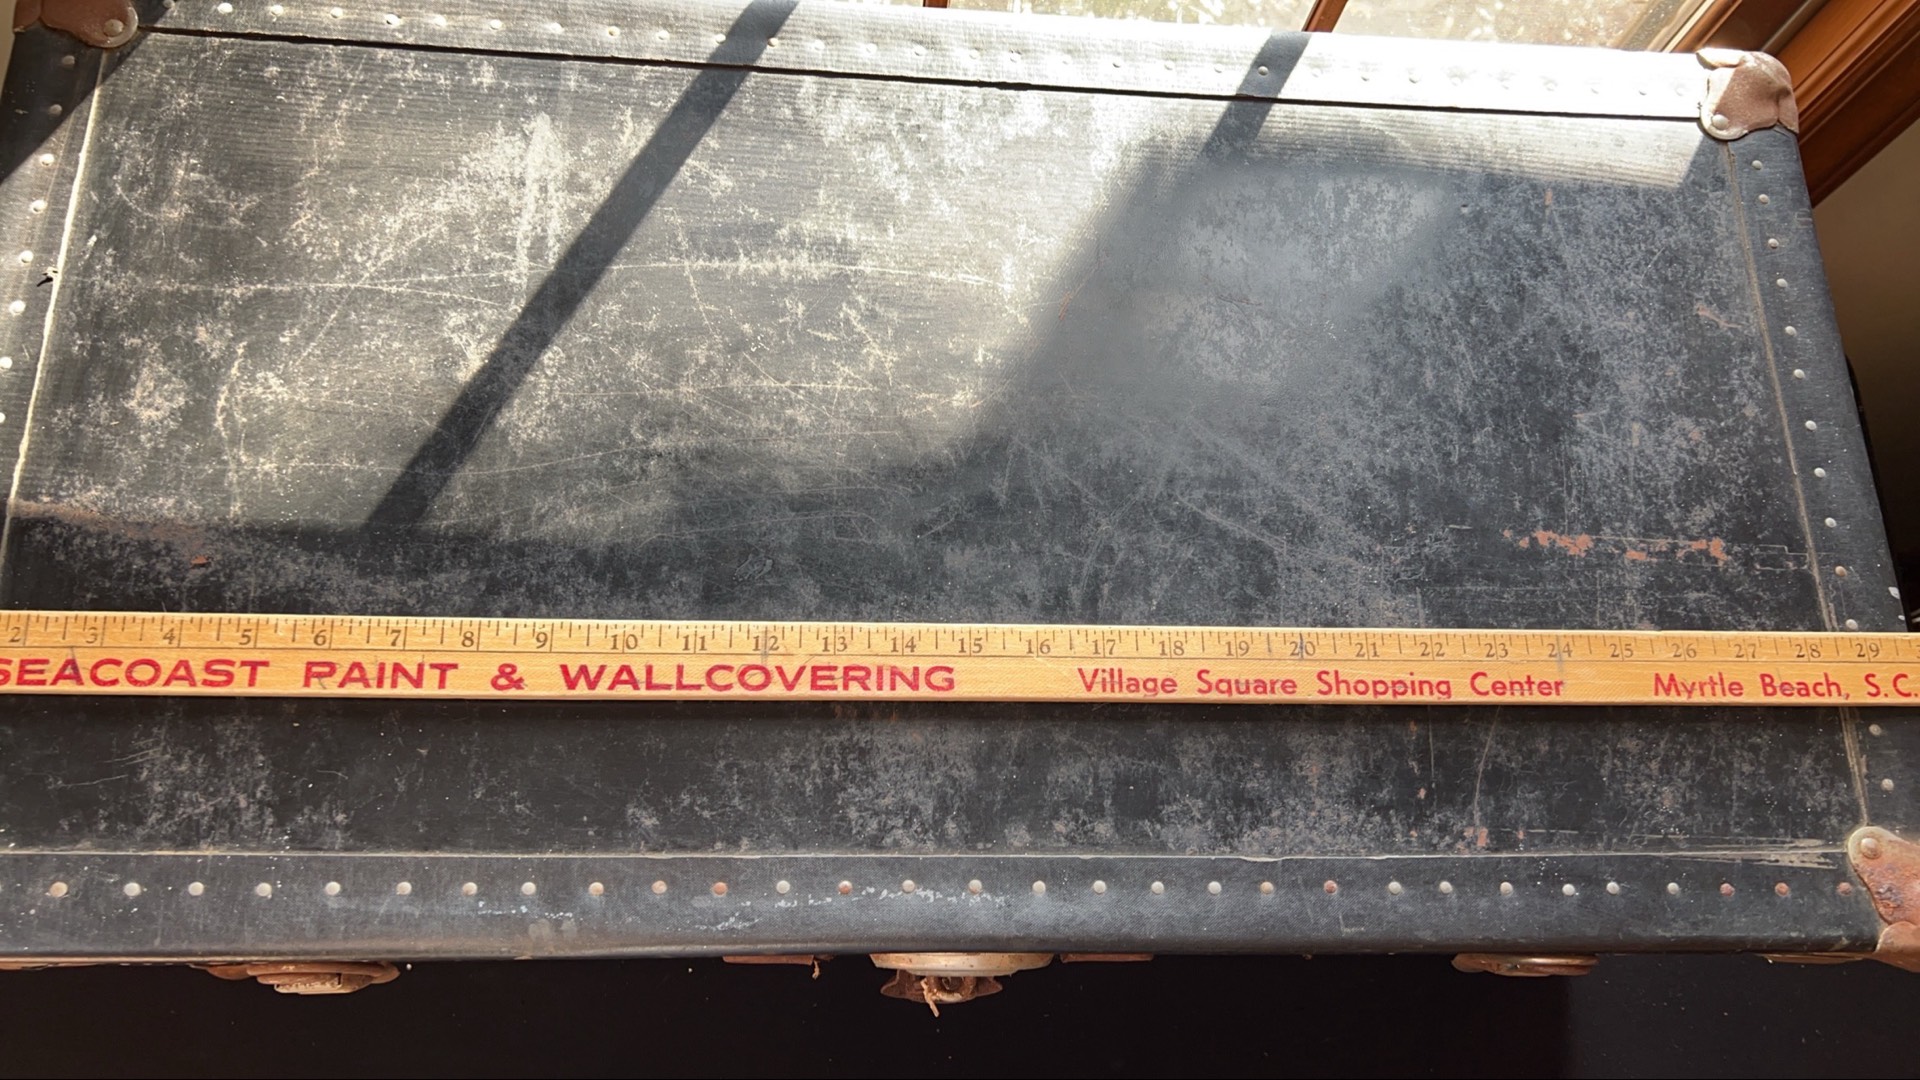 2 3 4 5 6 7 8 9 10 11 12 13 14 15 16 17 18 19 20 21 22 23 24 25 26 27 28 29
SEACOAST PAINT & WALLCOVERING Village Square Shopping Center Myrtle Beach, S.C.